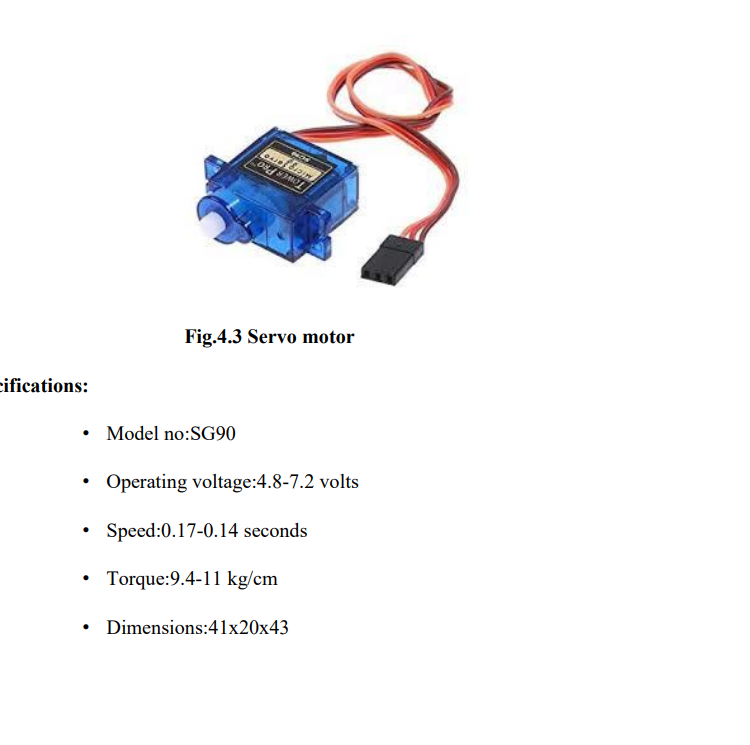 TOWER PRO
Micro Servo
SG90
Fig.4.3 Servo motor
cifications:
• Model no:SG90
• Operating voltage:4.8-7.2 volts
• Speed:0.17-0.14 seconds
• Torque:9.4-11 kg/cm
• Dimensions:41x20x43